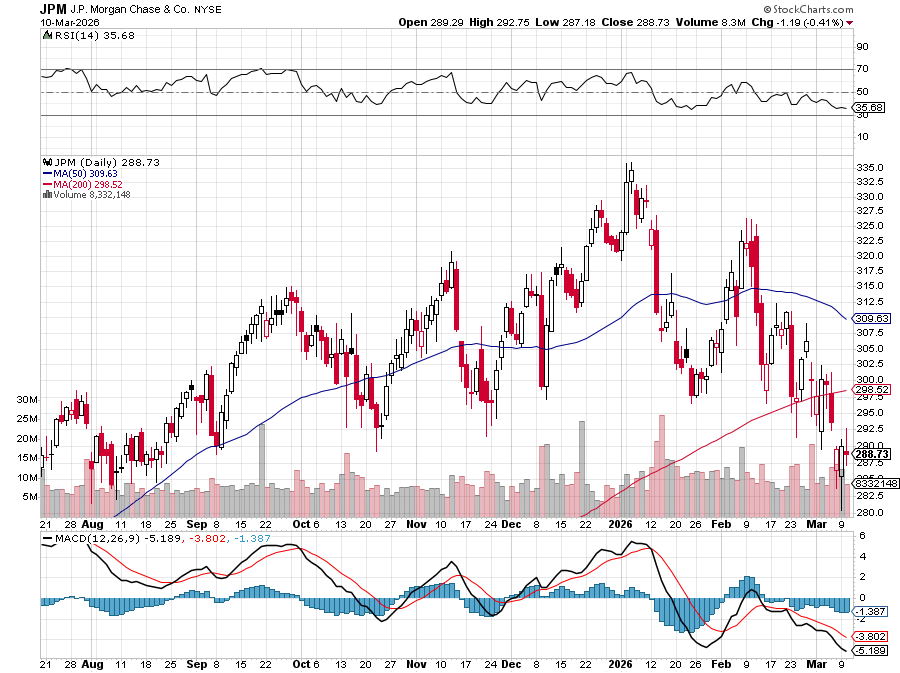 JPM J.P. Morgan Chase & Co. NYSE
© StockCharts.com
10-Mar-2026
Open 289.29 High 292.75 Low 287.18 Close 288.73 Volume 8.3M Chg -1.19 (-0.41%)
RSI(14) 35.68
90
70
50
35.68
30
10
JPM (Daily) 288.73
MA(50) 309.63
MA(200) 298.52
Volume 8,332,148
335.0
332.5
330.0
327.5
325.0
322.5
320.0
317.5
315.0
312.5
309.63
307.5
305.0
302.5
300.0
298.52
297.5
295.0
292.5
290.0
288.73
287.5
8332148
282.5
280.0
30M
25M
20M
15M
10M
5M
21 28 Aug 11 18 25 Sep 8 15 22 Oct 6 13 20 27 Nov 10 17 24 Dec 8 15 22 2026 12 20 26 Feb 9 17 23 Mar 9
MACD(12,26,9) -5.189, -3.802, -1.387
6
4
2
0
-1.387
-2
-3.802
-5.189
21 28 Aug 11 18 25 Sep 8 15 22 Oct 6 13 20 27 Nov 10 17 24 Dec 8 15 22 2026 12 20 26 Feb 9 17 23 Mar 9